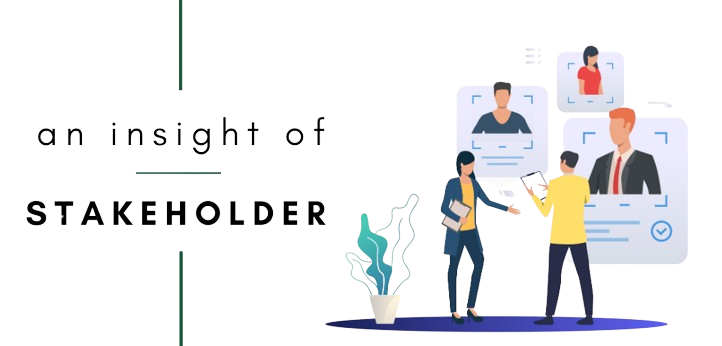 an insight of
STAKEHOLDER